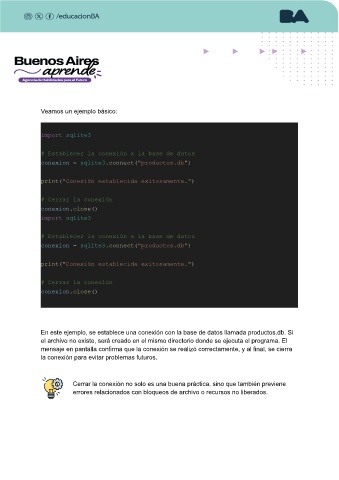 /educacionBA
BA
Buenos Aires
aprende
Agencia de Habilidades para el Futuro
Veamos un ejemplo básico:
import sqlite3
# Establecer la conexión a la base de datos
conexion = sqlite3.connect("productos.db")
print("Conexión establecida exitosamente.")
# Cerrar la conexión
conexion.close()
import sqlite3
# Establecer la conexión a la base de datos
conexion = sqlite3.connect("productos.db")
print("Conexión establecida exitosamente.")
# Cerrar la conexión
conexion.close()
En este ejemplo, se establece una conexión con la base de datos llamada productos.db. Si
el archivo no existe, será creado en el mismo directorio donde se ejecuta el programa. El
mensaje en pantalla confirma que la conexión se realizó correctamente, y al final, se cierra
la conexión para evitar problemas futuros.
Cerrar la conexión no solo es una buena práctica, sino que también previene
errores relacionados con bloqueos de archivo o recursos no liberados.